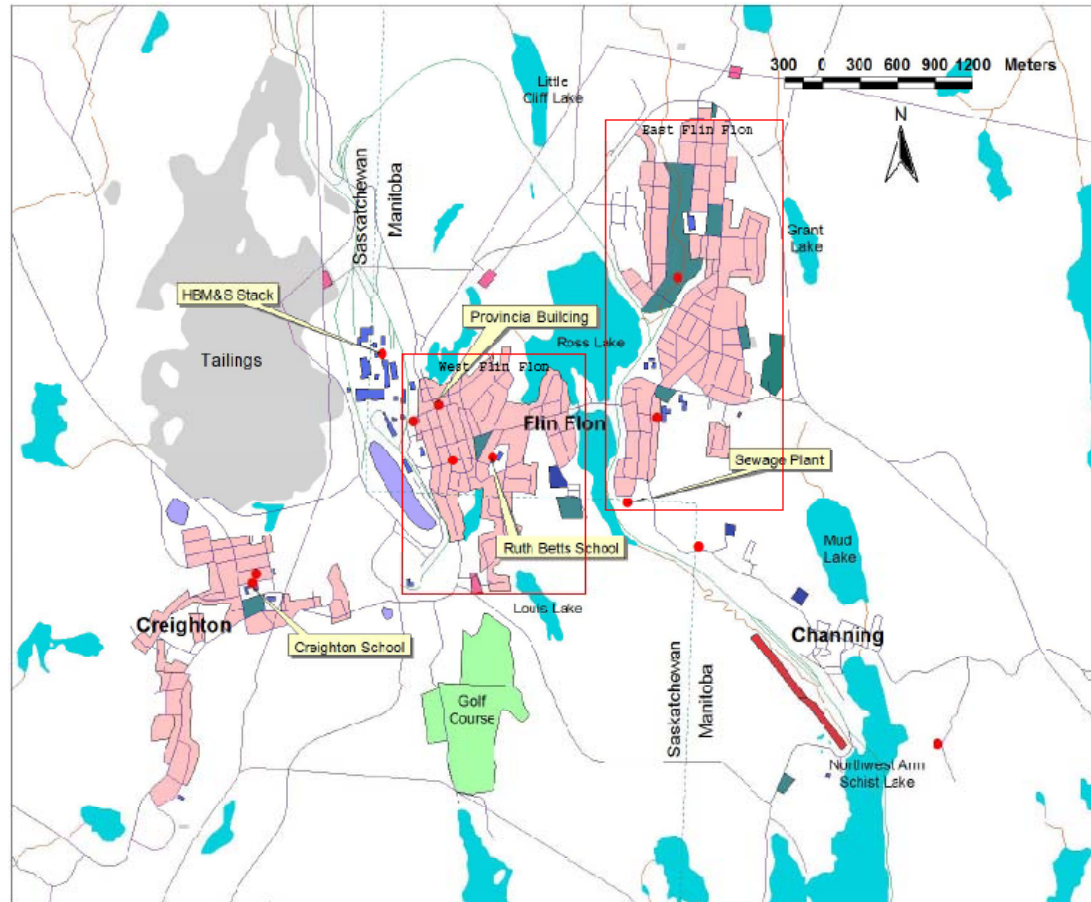 300 0 300 600 900 1200 Meters
N
Little
Cliff Lake
East Flin Flon
Saskatchewan
Manitoba
Grant
Lake
HBM&S Stack
Provincia Building
Ross Lake
Tailings
West Flin Flon
Flin Flon
Sewage Plant
Ruth Betts School
Mud
Lake
Louis Lake
Creighton
Channing
Creighton School
Saskatchewan
Manitoba
Golf
Course
Northwest Arm
Schist Lake